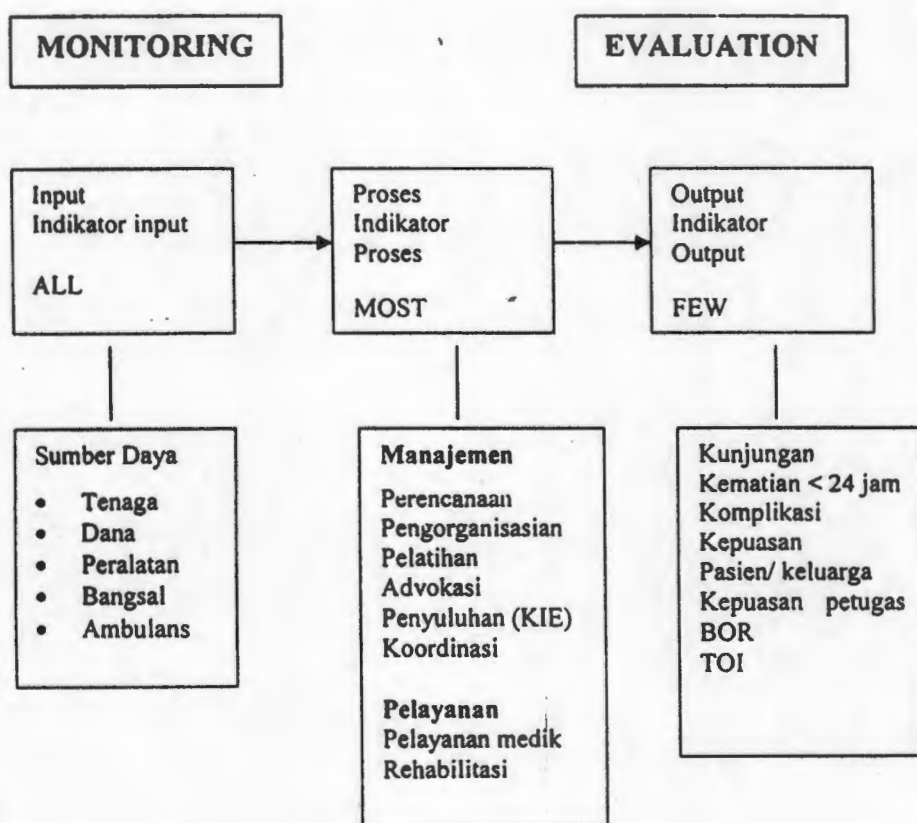 MONITORING
EVALUATION
Input
Indikator input
ALL
Proses
Indikator
Proses
MOST
Output
Indikator
Output
FEW
Sumber Daya
• Tenaga
• Dana
• Peralatan
• Bangsal
• Ambulans
Manajemen
Perencanaan
Pengorganisasian
Pelatihan
Advokasi
Penyuluhan (KIE)
Koordinasi
Pelayanan
Pelayanan medik
Rehabilitasi
Kunjungan
Kematian < 24 jam
Komplikasi
Kepuasan
Pasien/ keluarga
Kepuasan petugas
BOR
TOI